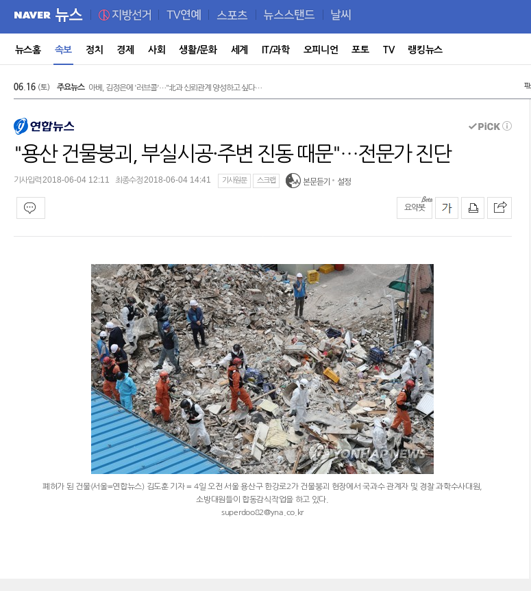 NAVER 뉴스 지방선거 TV연예 스포츠 뉴스스탠드 날씨
뉴스홈 속보 정치 경제 사회 생활/문화 세계 IT/과학 오피니언 포토 TV 랭킹뉴스
06.16 (토) 주요뉴스 아베, 김정은에 '러브콜'…"北과 신뢰관계 양성하고 싶다…
연합뉴스
PiCK
"용산 건물붕괴, 부실시공·주변 진동 때문"…전문가 진단
기사입력 2018-06-04 12:11 최종수정 2018-06-04 14:41 기사원문 스크랩 본문듣기 · 설정
요약봇 beta 가
YONHAP NEWS
폐허가 된 건물(서울=연합뉴스) 김도훈 기자 = 4일 오전 서울 용산구 한강로2가 건물붕괴 현장에서 국과수 관계자 및 경찰 과학수사대원,
소방대원들이 합동감식작업을 하고 있다.
superdoo82@yna.co.kr